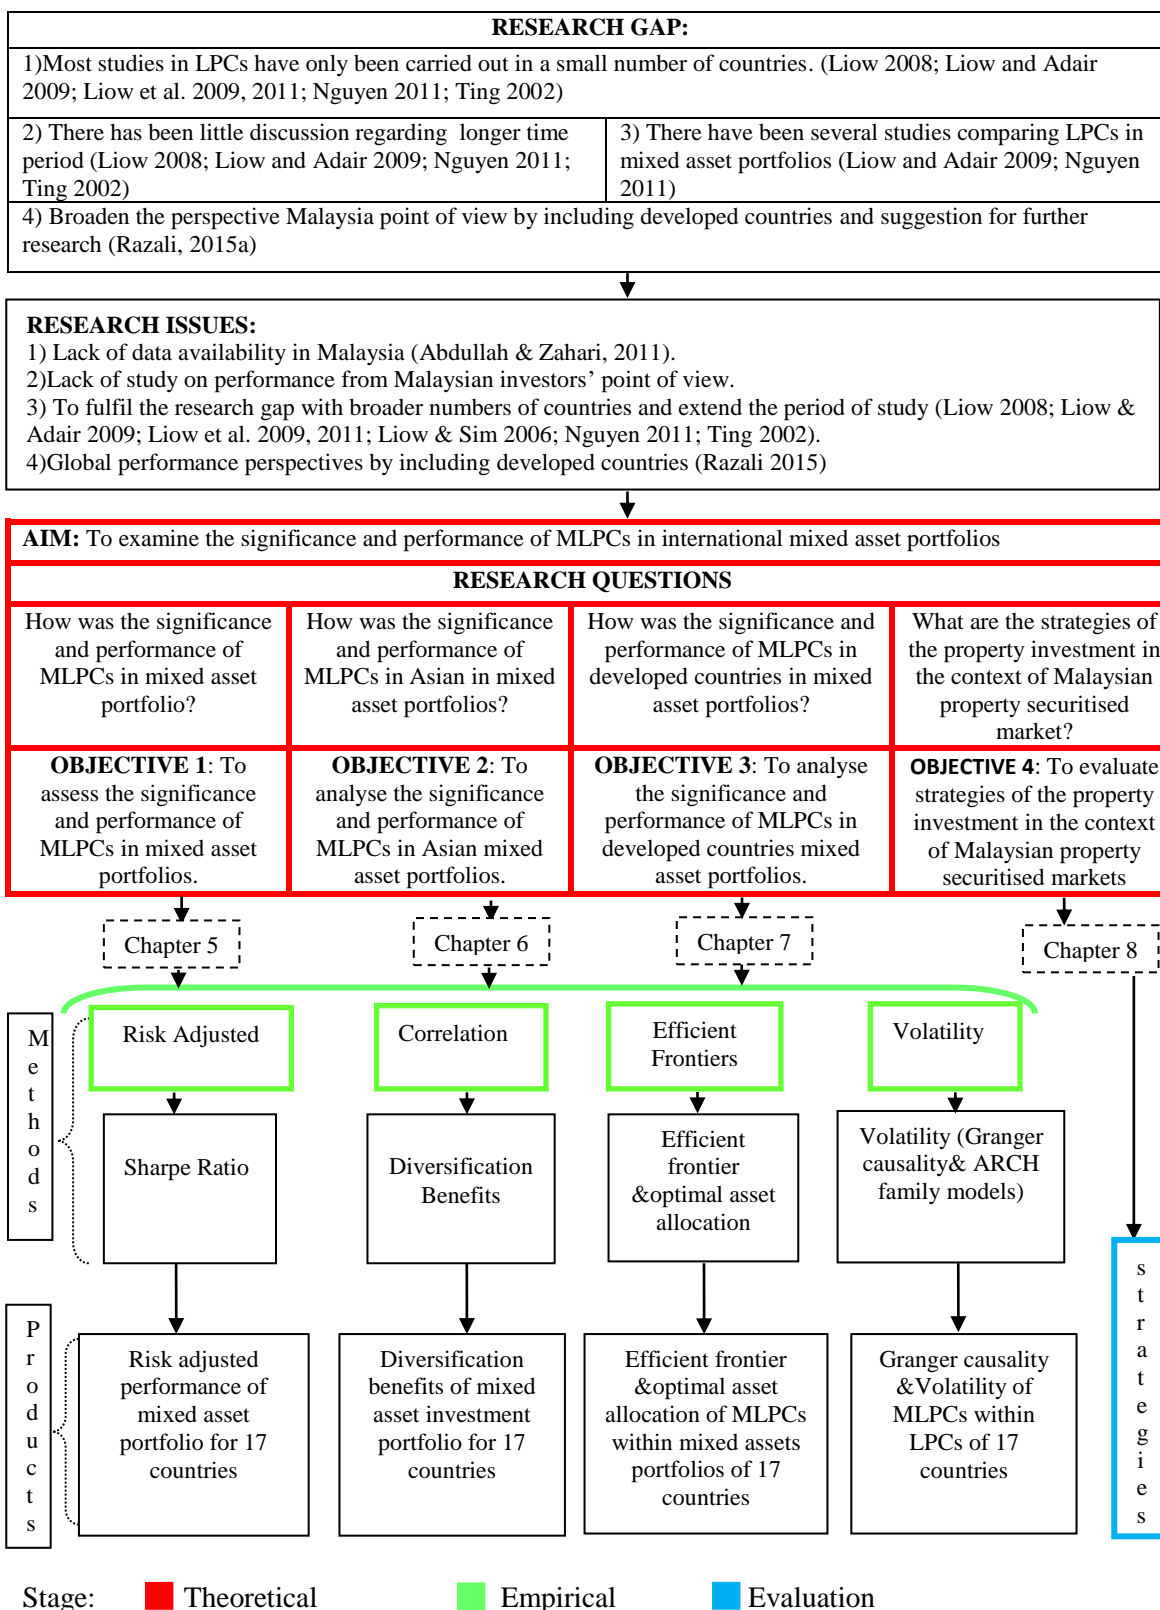 RESEARCH GAP:
1)Most studies in LPCs have only been carried out in a small number of countries. (Liow 2008; Liow and Adair
2009; Liow et al. 2009, 2011; Nguyen 2011; Ting 2002)
2) There has been little discussion regarding longer time
period (Liow 2008; Liow and Adair 2009; Nguyen 2011;
Ting 2002)
3) There have been several studies comparing LPCs in
mixed asset portfolios (Liow and Adair 2009; Nguyen
2011)
4) Broaden the perspective Malaysia point of view by including developed countries and suggestion for further
research (Razali, 2015a)
RESEARCH ISSUES:
1) Lack of data availability in Malaysia (Abdullah & Zahari, 2011).
2)Lack of study on performance from Malaysian investors’ point of view.
3) To fulfil the research gap with broader numbers of countries and extend the period of study (Liow 2008; Liow &
Adair 2009; Liow et al. 2009, 2011; Liow & Sim 2006; Nguyen 2011; Ting 2002).
4)Global performance perspectives by including developed countries (Razali 2015)
AIM: To examine the significance and performance of MLPCs in international mixed asset portfolios
RESEARCH QUESTIONS
How was the significance
and performance of
MLPCs in mixed asset
portfolio?
How was the significance
and performance of
MLPCs in Asian in mixed
asset portfolios?
How was the significance and
performance of MLPCs in
developed countries in mixed
asset portfolios?
What are the strategies of
the property investment in
the context of Malaysian
property securitised
market?
OBJECTIVE 1: To
assess the significance
and performance of
MLPCs in mixed asset
portfolios.
OBJECTIVE 2: To
analyse the significance
and performance of
MLPCs in Asian mixed
asset portfolios.
OBJECTIVE 3: To analyse
the significance and
performance of MLPCs in
developed countries mixed
asset portfolios.
OBJECTIVE 4: To evaluate
strategies of the property
investment in the context
of Malaysian property
securitised markets
Chapter 5
Chapter 6
Chapter 7
Chapter 8
Methods
Risk Adjusted
Correlation
Efficient
Frontiers
Volatility
Sharpe Ratio
Diversification
Benefits
Efficient
frontier
&optimal asset
allocation
Volatility (Granger
causality& ARCH
family models)
strategies
Products
Risk adjusted
performance of
mixed asset
portfolio for 17
countries
Diversification
benefits of mixed
asset investment
portfolio for 17
countries
Efficient frontier
&optimal asset
allocation of MLPCs
within mixed assets
portfolios of 17
countries
Granger causality
&Volatility of
MLPCs within
LPCs of 17
countries
Stage: Theoretical Empirical Evaluation